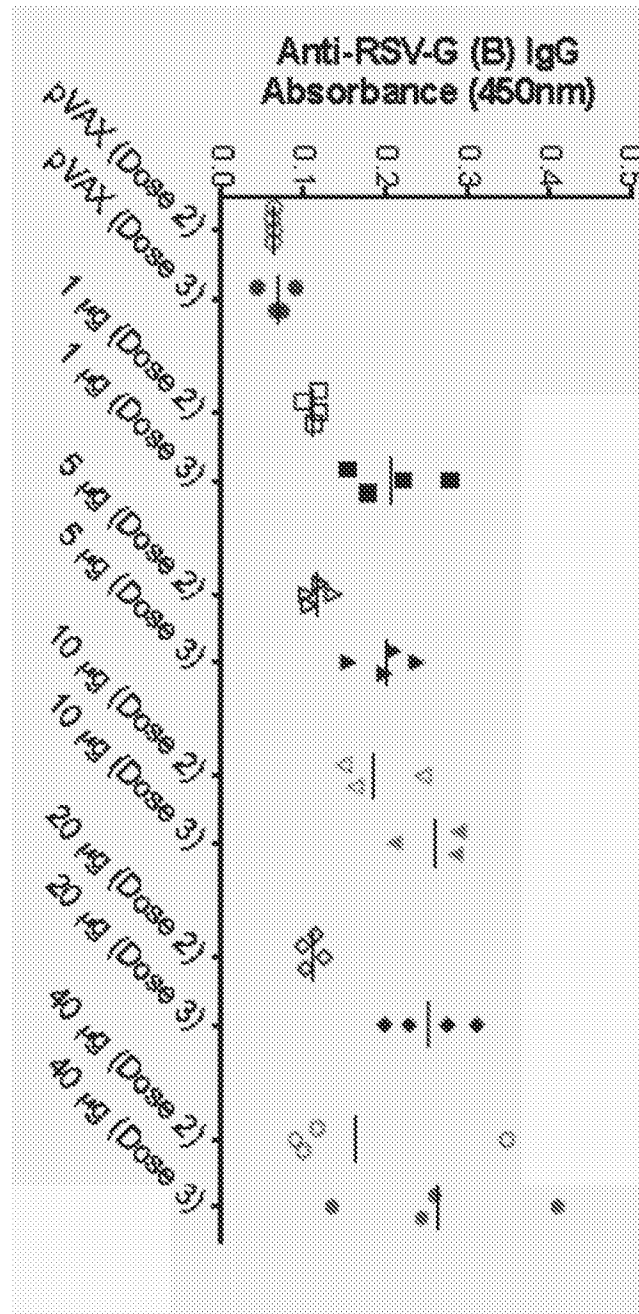 Anti-RSV-G (B) IgG
Absorbance (450nm)
0.0
0.1
0.2
0.3
0.4
0.5
pVAX (Dose 2)
pVAX (Dose 3)
1 µg (Dose 2)
1 µg (Dose 3)
5 µg (Dose 2)
5 µg (Dose 3)
10 µg (Dose 2)
10 µg (Dose 3)
20 µg (Dose 2)
20 µg (Dose 3)
40 µg (Dose 2)
40 µg (Dose 3)